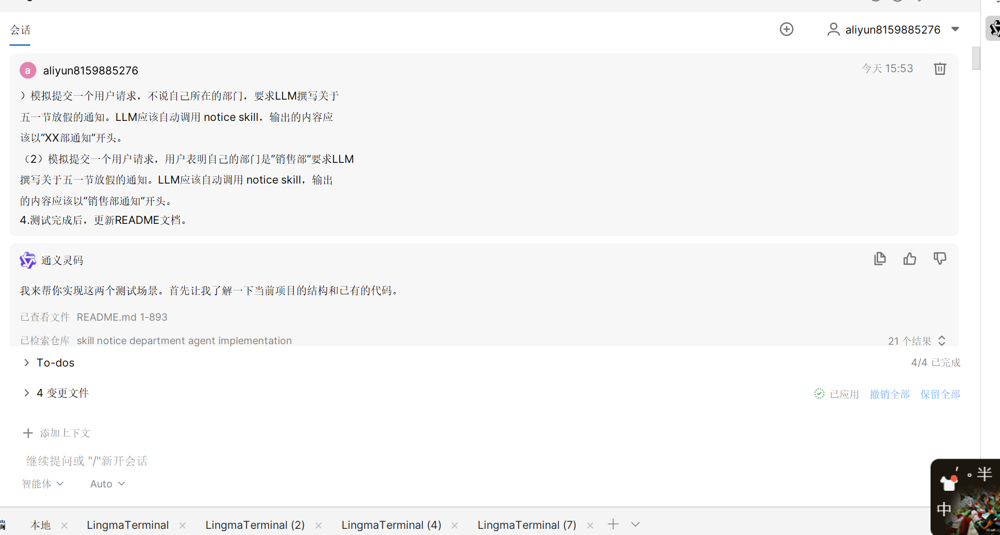 会话
aliyun8159885276
a aliyun8159885276
今天 15:53
）模拟提交一个用户请求，不说自己所在的部门，要求LLM撰写关于
五一节放假的通知。LLM应该自动调用 notice skill，输出的内容应
该以”XX部通知“开头。
（2）模拟提交一个用户请求，用户表明自己的部门是”销售部“要求LLM
撰写关于五一节放假的通知。LLM应该自动调用 notice skill，输出
的内容应该以”销售部通知“开头。
4.测试完成后，更新README文档。
通义灵码
我来帮你实现这两个测试场景。首先让我了解一下当前项目的结构和已有的代码。
已查看文件 README.md 1-893
已检索仓库 skill notice department agent implementation 21 个结果
To-dos 4/4 已完成
4 变更文件 已应用 撤销全部 保留全部
添加上下文
继续提问或 "/"新开会话
智能体 Auto
本地 LingmaTerminal LingmaTerminal (2) LingmaTerminal (4) LingmaTerminal (7)
半
中